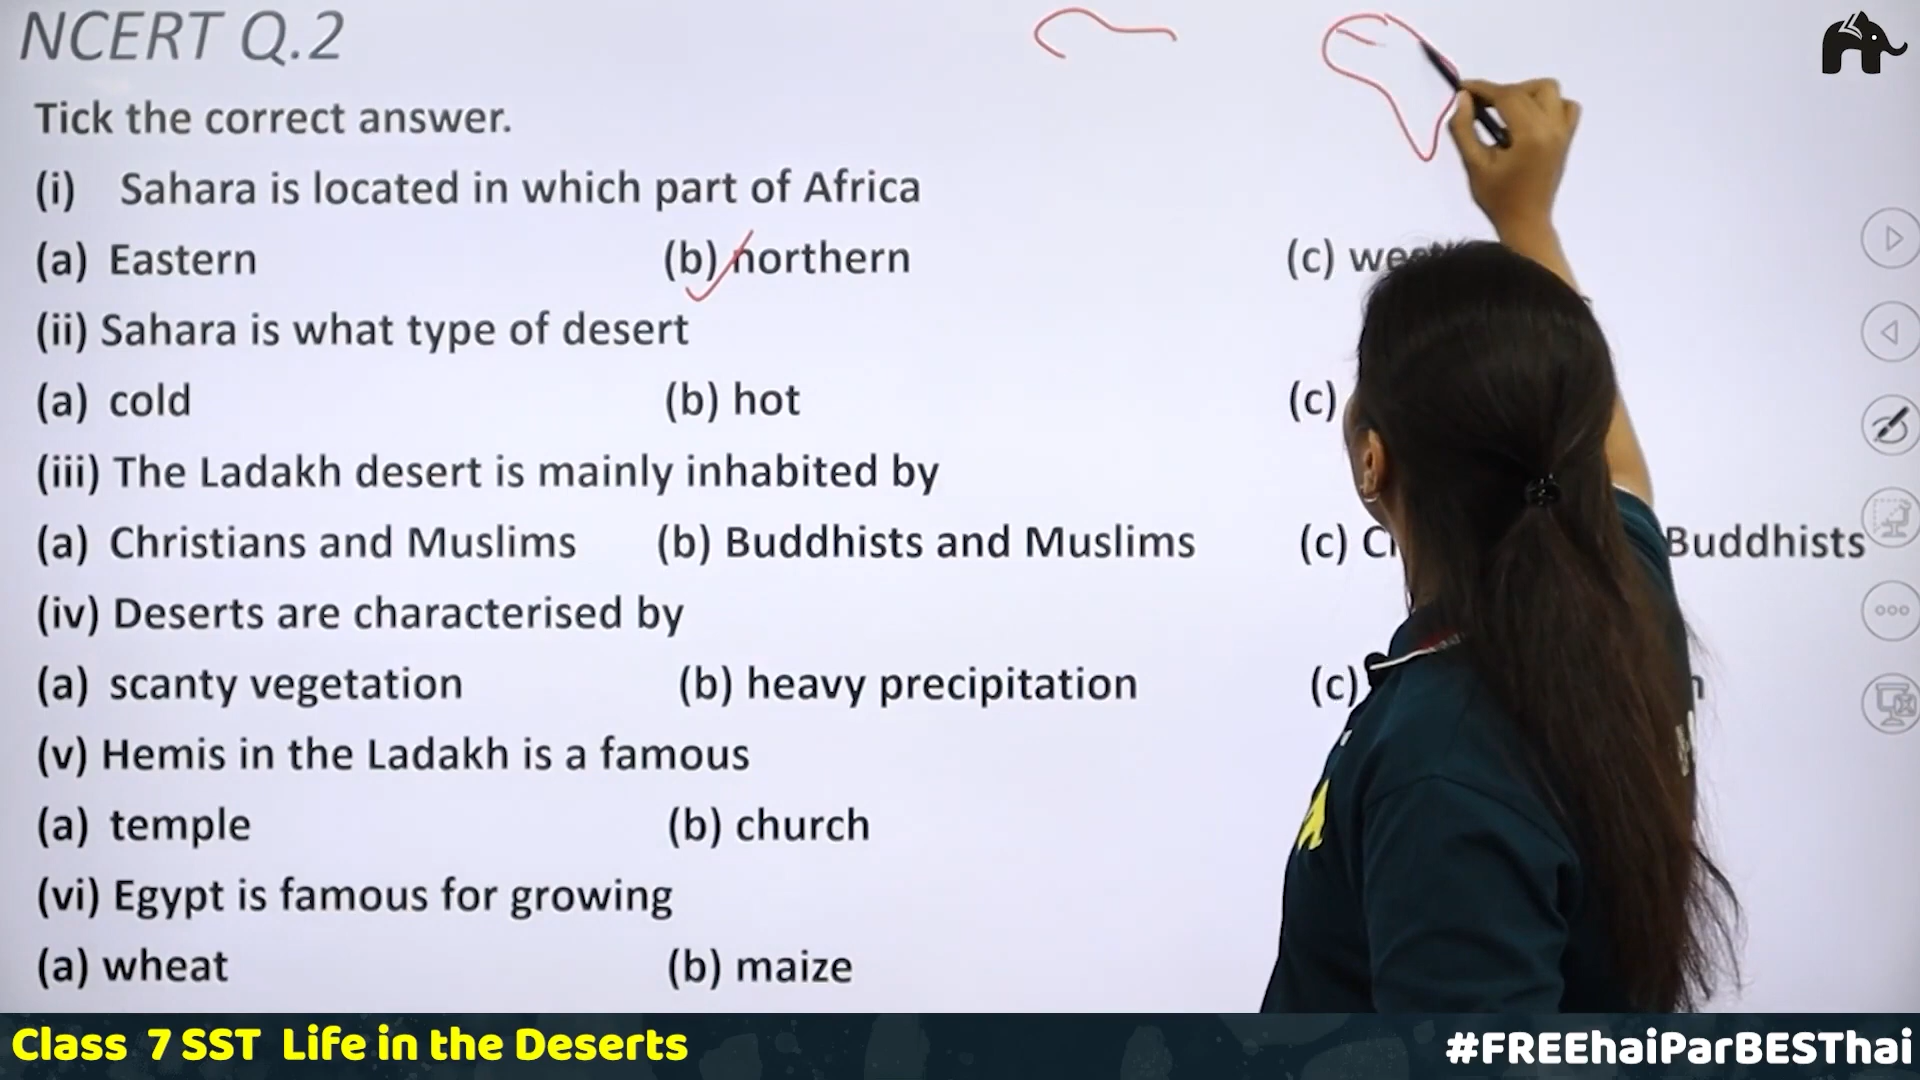 NCERT Q.2
Tick the correct answer.
(i) Sahara is located in which part of Africa
(a) Eastern (b) northern (c)
(ii) Sahara is what type of desert
(a) cold (b) hot (c)
(iii) The Ladakh desert is mainly inhabited by
(a) Christians and Muslims (b) Buddhists and Muslims (c) Buddhists
(iv) Deserts are characterised by
(a) scanty vegetation (b) heavy precipitation (c)
(v) Hemis in the Ladakh is a famous
(a) temple (b) church
(vi) Egypt is famous for growing
(a) wheat (b) maize
Class 7 SST Life in the Deserts
#FREEhaiParBESThai